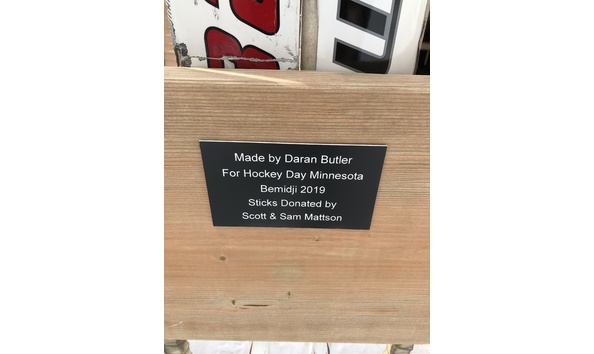 Made by Daran Butler
For Hockey Day Minnesota
Bemidji 2019
Sticks Donated by
Scott & Sam Mattson